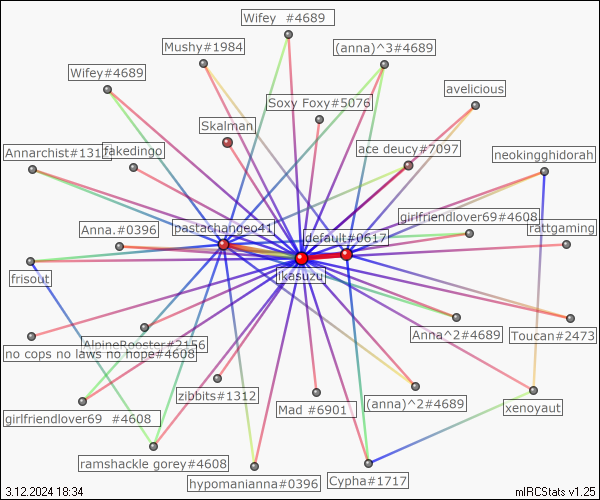 Wifey  #4689
Mushy#1984
(anna)^3#4689
Wifey#4689
avelicious
Soxy Foxy#5076
Skalman
ace deucy#7097
Annarchist#131
fakedingo
neokingghidorah
girlfriendlover69#4608
Anna.#0396
pastachangeo41
default#0617
rattgaming
frisout
jkasuzu
Anna^2#4689
Toucan#2473
AlpineRooster#2156
no cops no laws no hope#4608
zibbits#1312
Mad #6901
(anna)^2#4689
xenoyaut
girlfriendlover69  #4608
ramshackle gorey#4608
hypomanianna#0396
Cypha#1717
3.12.2024 18:34
mIRCStats v1.25